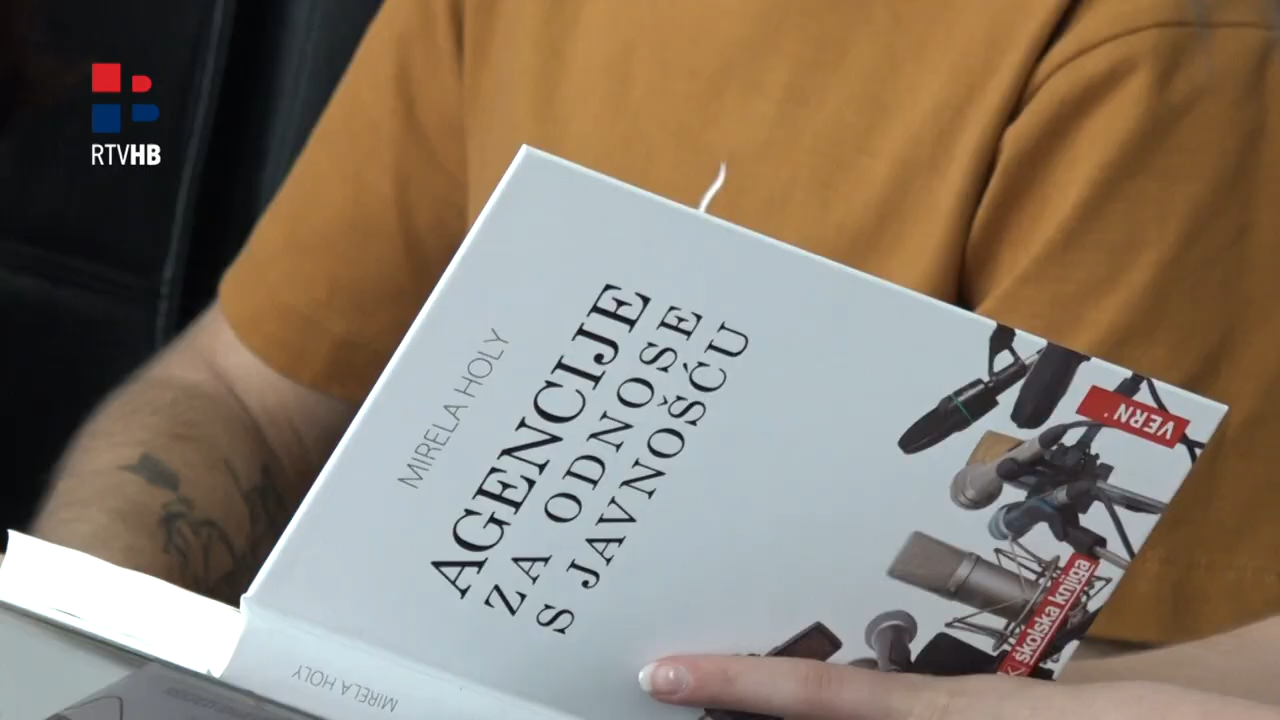 RTVHB
MIRELA HOLY
AGENCIJE
ZA ODNOSE
S JAVNOŠĆU
VERN'
školska knjiga
MIRELA HOLY